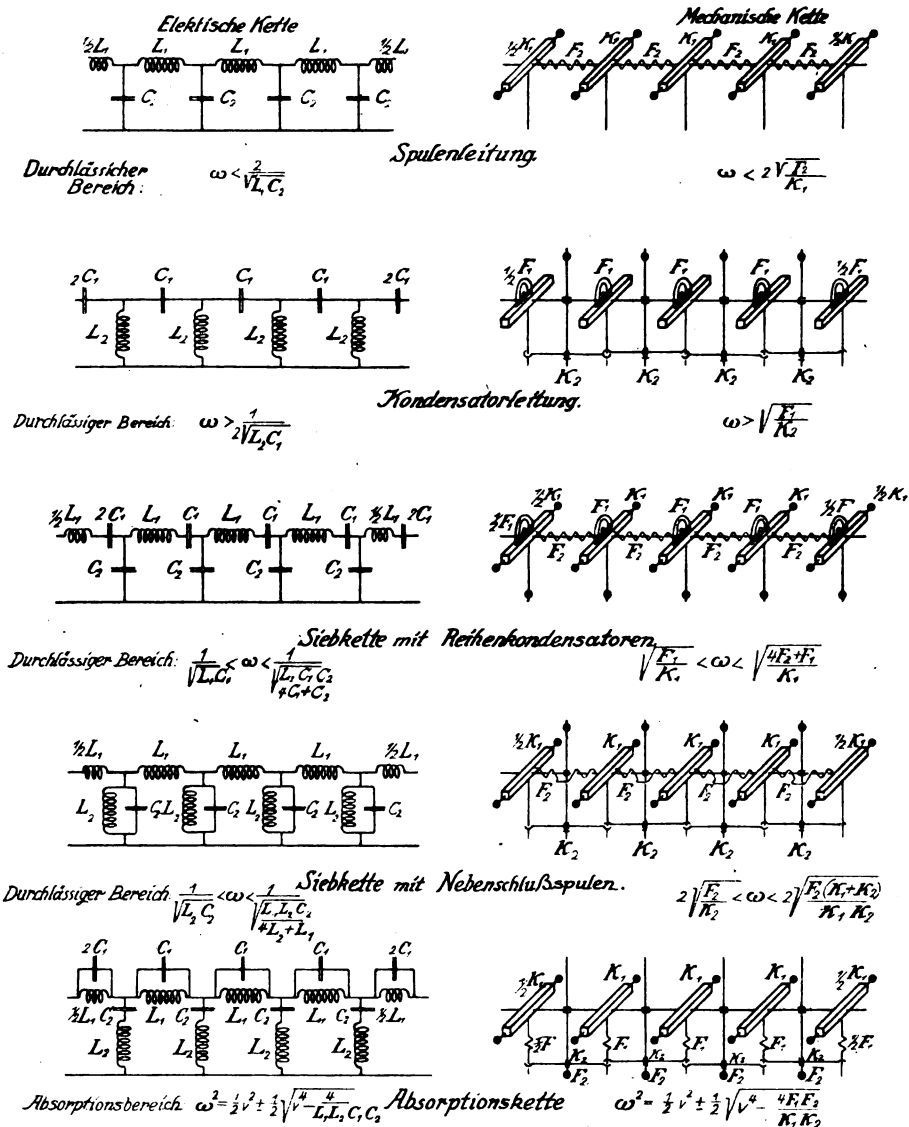 Elektische Kette
Mechanische Kette
½L₁ L₁ L₁ L₁ ½L₁
½K₁ F₂ K₁ F₂ K₁ F₂ K₁ F₂ ½K₁
C₂ C₂ C₂ C₂
Spulenleitung.
Durchlässicher
Bereich: ω < 2/√(L₁C₂)
ω < 2√(F₂/K₁)
2C₁ C₁ C₁ C₁ 2C₁
½F₁ F₁ F₁ F₁ ½F₁
L₂ L₂ L₂ L₂
K₂ K₂ K₂ K₂
Kondensatorleitung.
Durchlässiger Bereich: ω > 1/(2√(L₂C₁))
ω > √(F₁/K₂)
½L₁ 2C₁ L₁ C₁ L₁ C₁ L₁ C₁ ½L₁ 2C₁
½F₁ ½K₁ F₁ K₁ F₁ K₁ F₁ K₁ ½F ½K₁
C₂ C₂ C₂ C₂
F₂ F₂ F₂ F₂
Siebkette mit Reihenkondensatoren
Durchlässiger Bereich: 1/√(L₁C₁) < ω < 1/√(L₁C₁C₂/(4C₁+C₂))
√(F₁/K₁) < ω < √((4F₂+F₁)/K₁)
½L₁ L₁ L₁ L₁ ½L₁
½K₁ K₁ K₁ K₁ ½K₁
L₂ C₂ L₂ C₂ L₂ C₂ L₂ C₂
F₂ F₂ F₂ F₂
K₂ K₂ K₂ K₂
Siebkette mit Nebenschlußspulen.
Durchlässiger Bereich 1/√(L₂C₂) < ω < 1/√(L₁L₂C₂/(4L₂+L₁))
2√(F₂/K₂) < ω < 2√(F₂(K₁+K₂)/(K₁K₂))
2C₁ C₁ C₁ C₁ 2C₁
½K₁ K₁ K₁ K₁ ½K₁
½L₁ C₂ L₁ C₂ L₁ C₂ L₁ C₂ ½L₁
L₂ L₂ L₂ L₂
½F F₁ F₁ F₁ ½F₁
K₂ K₂ K₂ K₂
F₂ F₂ F₂ F₂
Absorptionskette
Absorptionsbereich ω² = ½v² ± ½√(v⁴ - 4/(L₁L₂C₁C₂))
ω² = ½v² ± ½√(v⁴ - 4F₁F₂/(K₁K₂))